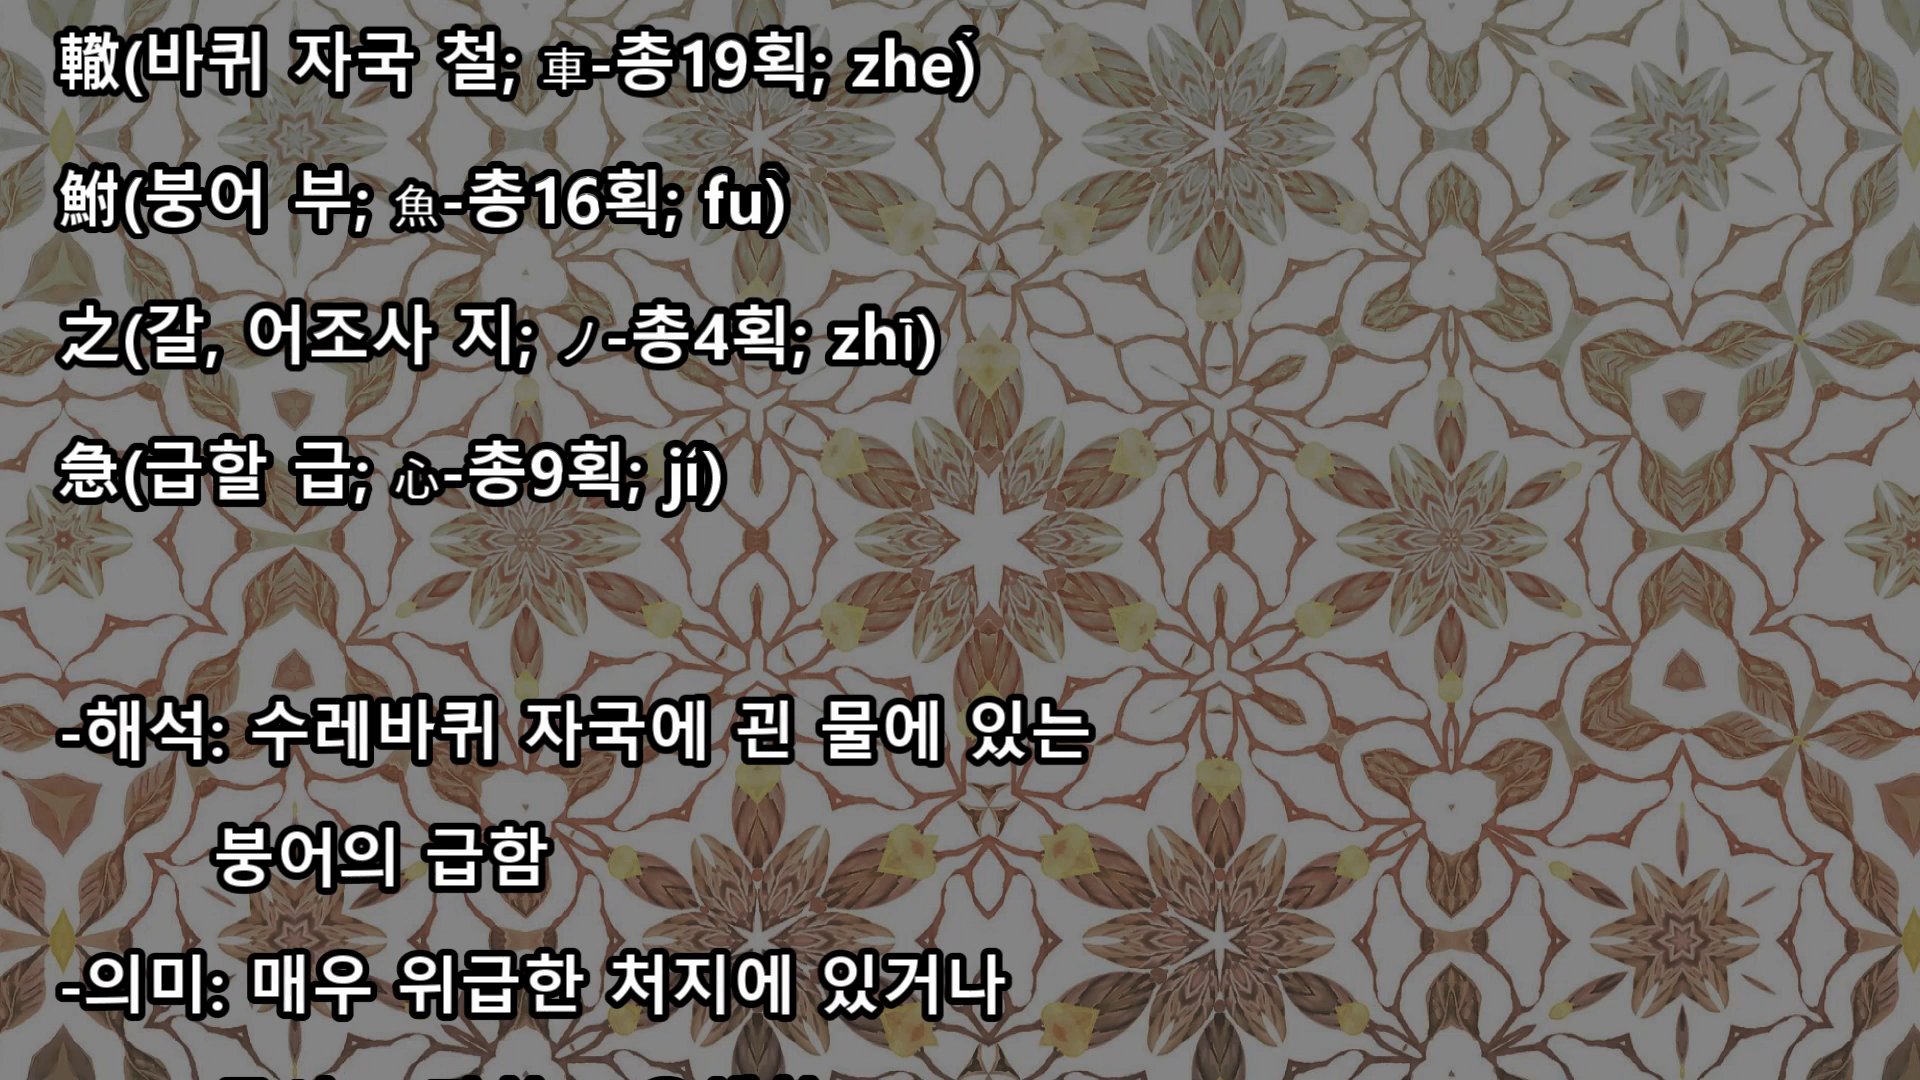 轍(바퀴 자국 철; 車-총19획; zhé)
鮒(붕어 부; 魚-총16획; fù)
之(갈, 어조사 지; ノ-총4획; zhī)
急(급할 급; 心-총9획; jí)
-해석: 수레바퀴 자국에 괸 물에 있는
붕어의 급함
-의미: 매우 위급한 처지에 있거나